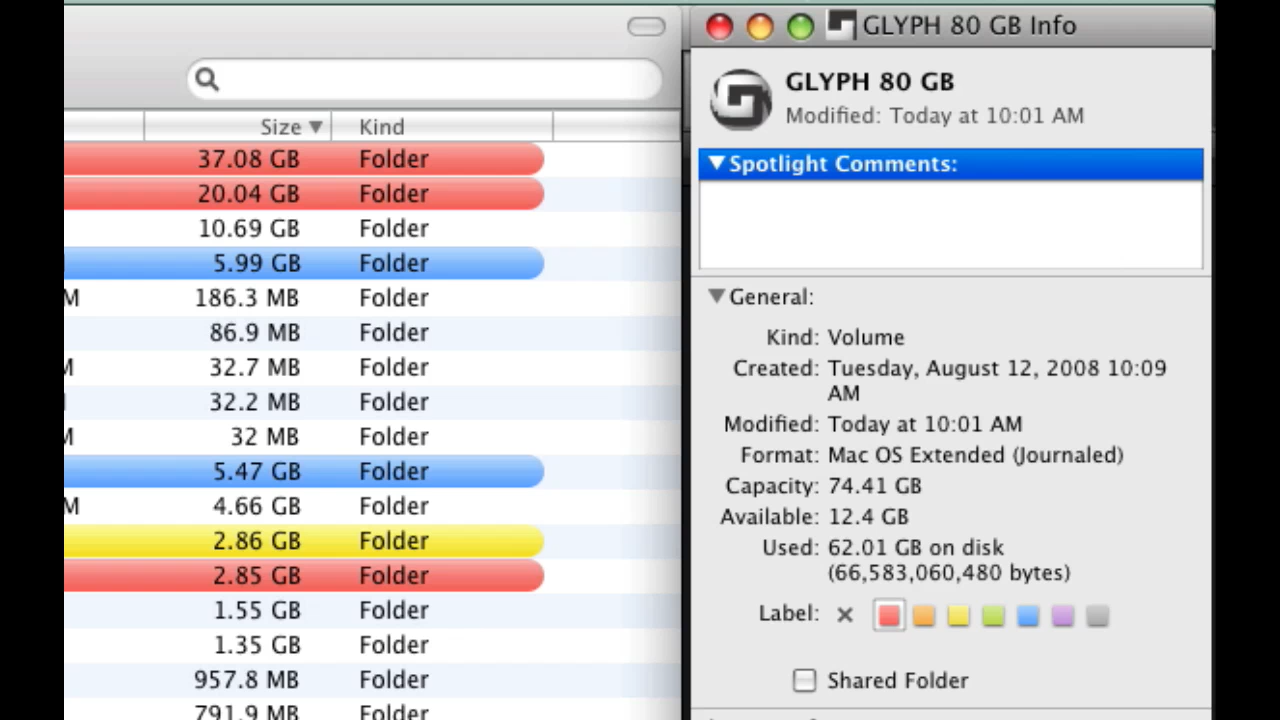 GLYPH 80 GB Info
GLYPH 80 GB
Modified: Today at 10:01 AM
Size Kind
37.08 GB Folder
20.04 GB Folder
10.69 GB Folder
5.99 GB Folder
M 186.3 MB Folder
86.9 MB Folder
M 32.7 MB Folder
32.2 MB Folder
M 32 MB Folder
5.47 GB Folder
M 4.66 GB Folder
2.86 GB Folder
2.85 GB Folder
1.55 GB Folder
1.35 GB Folder
957.8 MB Folder
791.9 MB Folder
Spotlight Comments:
General:
Kind: Volume
Created: Tuesday, August 12, 2008 10:09
AM
Modified: Today at 10:01 AM
Format: Mac OS Extended (Journaled)
Capacity: 74.41 GB
Available: 12.4 GB
Used: 62.01 GB on disk
(66,583,060,480 bytes)
Label:
Shared Folder